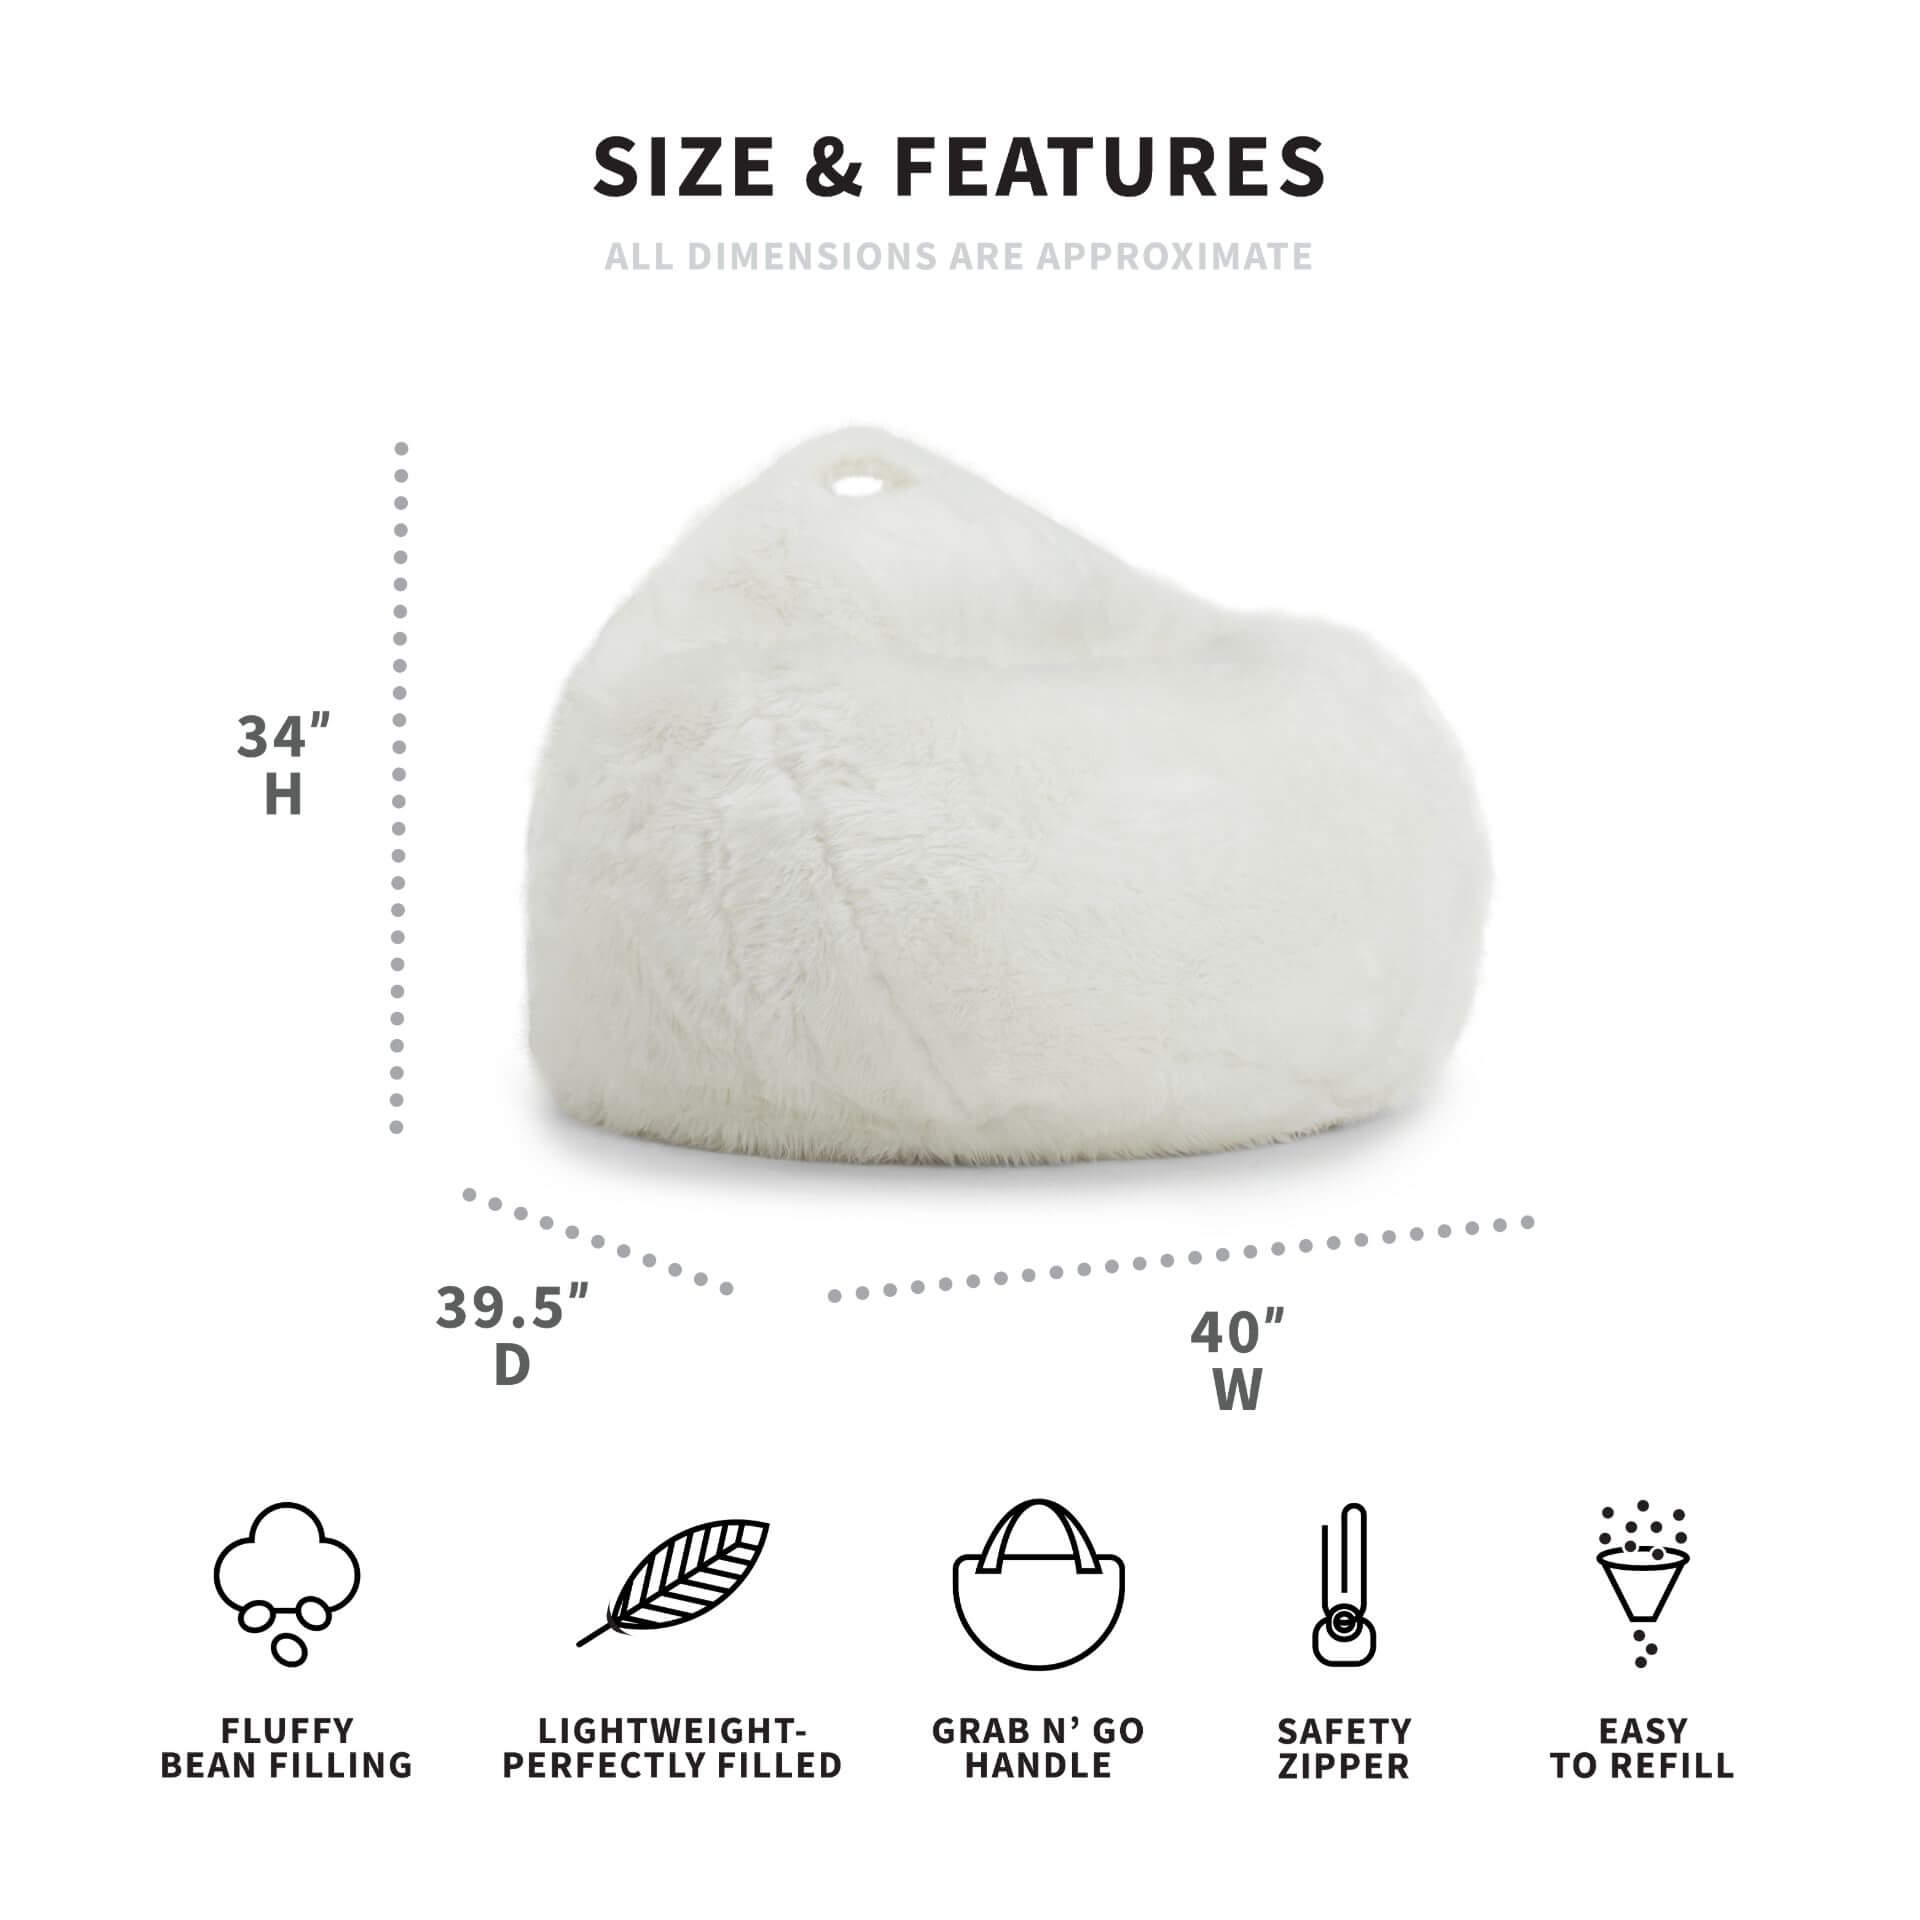 SIZE & FEATURES
ALL DIMENSIONS ARE APPROXIMATE
34"
H
39.5"
D
40"
W
FLUFFY
BEAN FILLING
LIGHTWEIGHT-
PERFECTLY FILLED
GRAB N’ GO
HANDLE
SAFETY
ZIPPER
EASY
TO REFILL